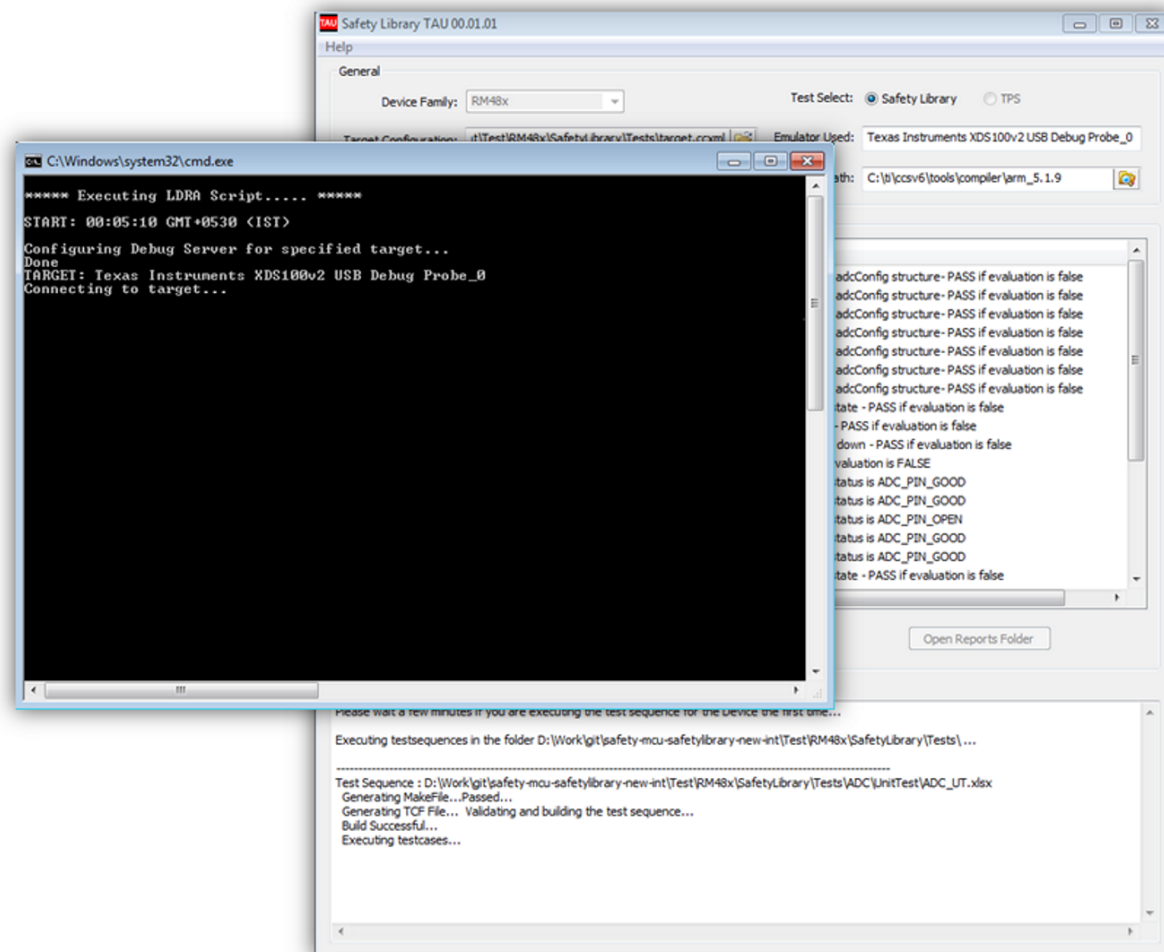 TAU Safety Library TAU 00.01.01
Help
General
Device Family: RM48x
Test Select: Safety Library TPS
Target Configuration: \Test\RM48x\SafetyLibrary\Tests\target.ccxml
Emulator Used: Texas Instruments XDS100v2 USB Debug Probe_0
ath: C:\ti\ccsv6\tools\compiler\arm_5.1.9
C:\Windows\system32\cmd.exe
***** Executing LDRA Script..... *****
START: 00:05:10 GMT+0530 (IST)
Configuring Debug Server for specified target...
Done
TARGET: Texas Instruments XDS100v2 USB Debug Probe_0
Connecting to target...
adcConfig structure- PASS if evaluation is false
adcConfig structure- PASS if evaluation is false
adcConfig structure- PASS if evaluation is false
adcConfig structure- PASS if evaluation is false
adcConfig structure- PASS if evaluation is false
adcConfig structure- PASS if evaluation is false
adcConfig structure- PASS if evaluation is false
tate - PASS if evaluation is false
- PASS if evaluation is false
down - PASS if evaluation is false
valuation is FALSE
tatus is ADC_PIN_GOOD
tatus is ADC_PIN_GOOD
tatus is ADC_PIN_OPEN
tatus is ADC_PIN_GOOD
tatus is ADC_PIN_GOOD
tate - PASS if evaluation is false
Open Reports Folder
Please wait a few minutes if you are executing the test sequence for the Device the first time...
Executing testsequences in the folder D:\Work\git\safety-mcu-safetylibrary-new-int\Test\RM48x\SafetyLibrary\Tests\ ...
--------------------------------------------------------------------------------
Test Sequence : D:\Work\git\safety-mcu-safetylibrary-new-int\Test\RM48x\SafetyLibrary\Tests\ADC\UnitTest\ADC_UT.xlsx
Generating MakeFile...Passed...
Generating TCF File... Validating and building the test sequence...
Build Successful...
Executing testcases...